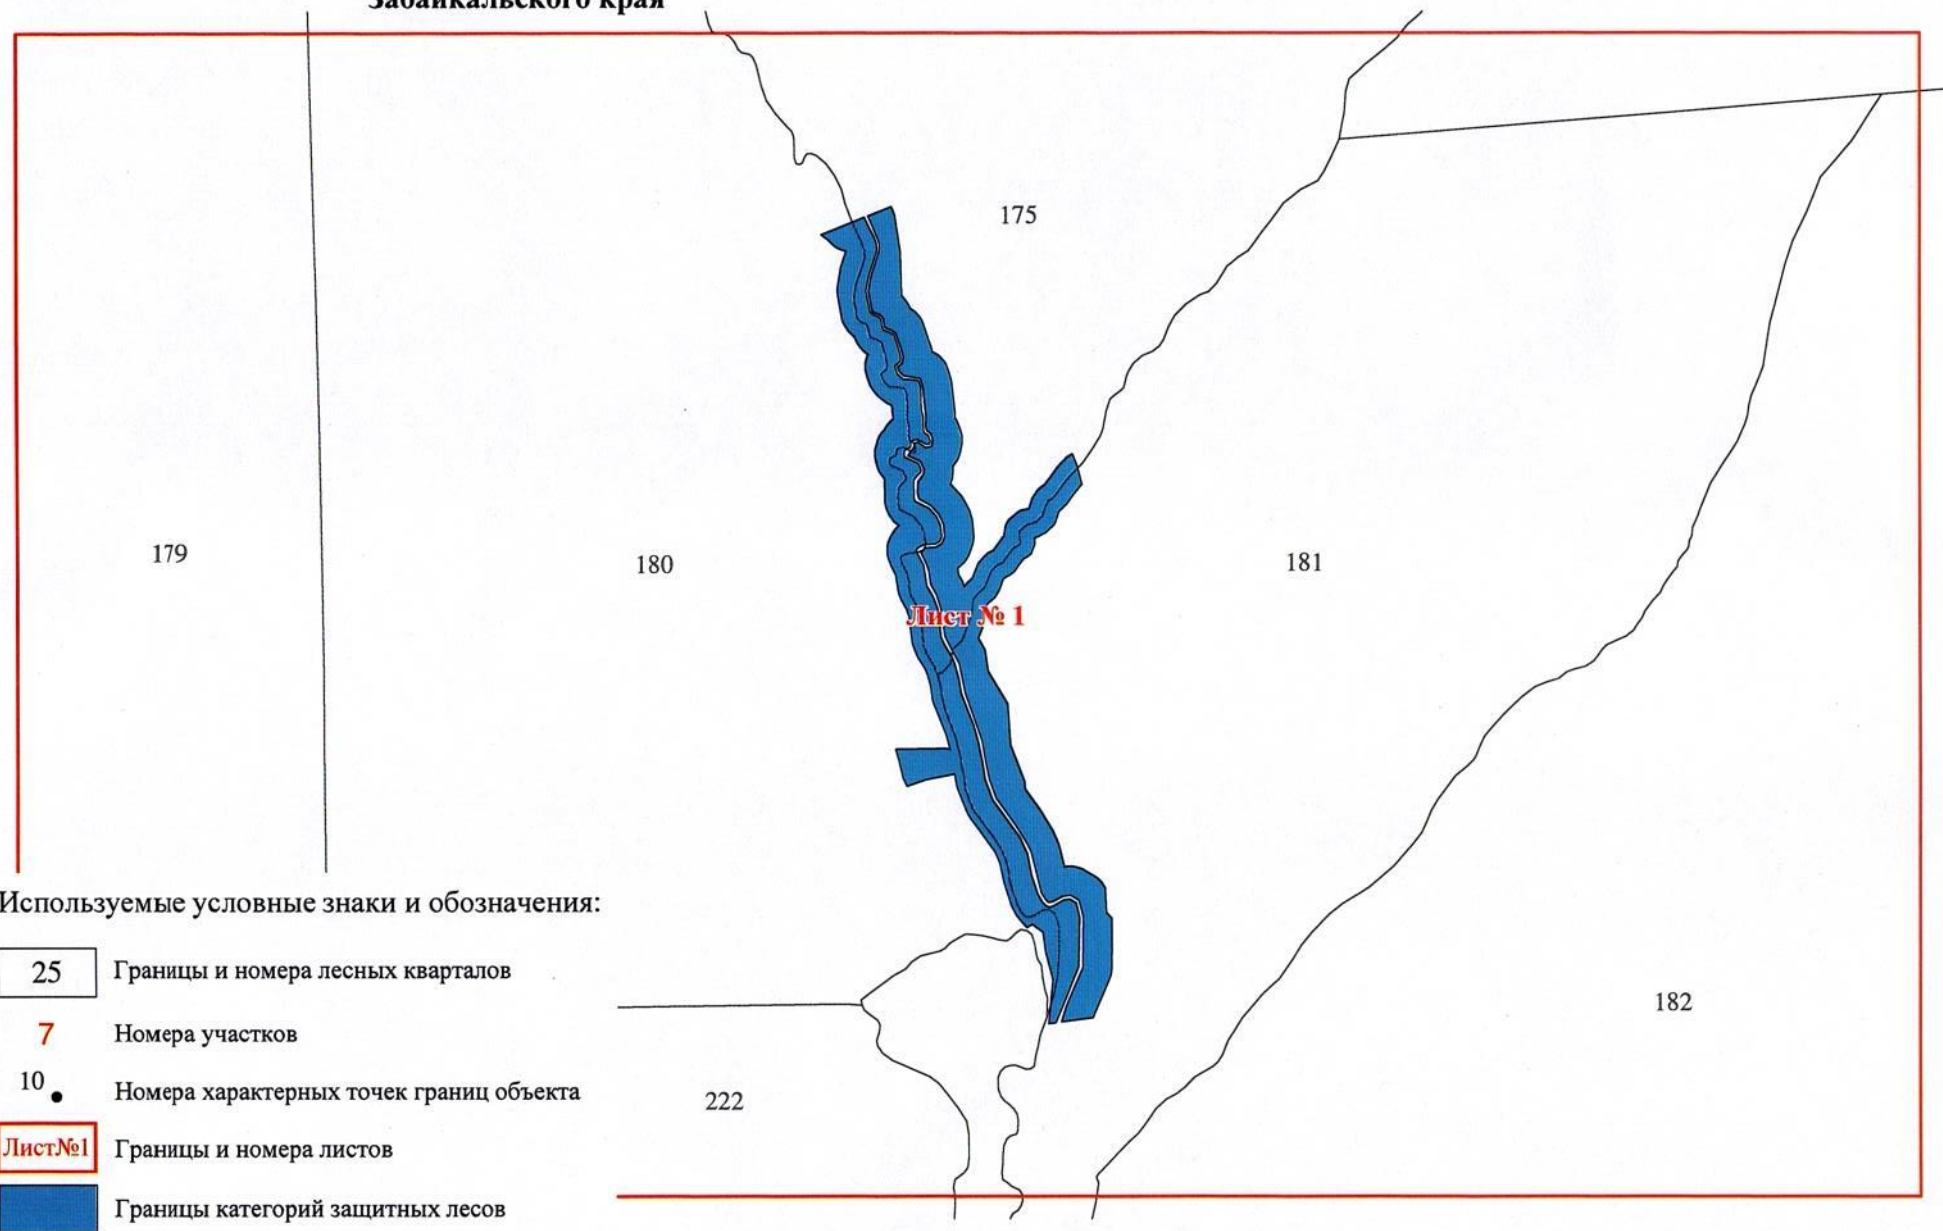 Забайкальского края
175
179
180
181
Лист № 1
Используемые условные знаки и обозначения:
25 Границы и номера лесных кварталов
7 Номера участков
10 Номера характерных точек границ объекта
Лист№1 Границы и номера листов
Границы категорий защитных лесов
182
222